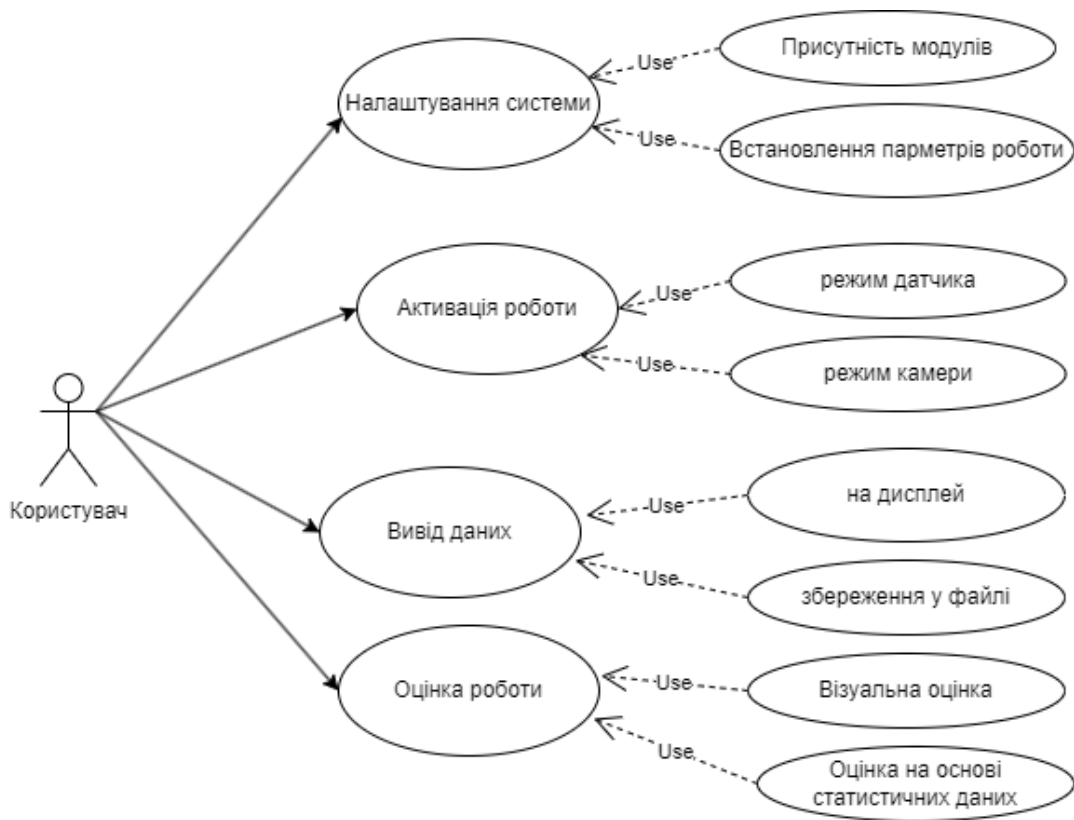 Присутність модулів
Use
Налаштування системи
Use
Встановлення парметрів роботи
режим датчика
Use
Активація роботи
Use
режим камери
Користувач
на дисплей
Use
Вивід даних
Use
збереження у файлі
Use
Оцінка роботи
Візуальна оцінка
Use
Оцінка на основі
статистичних даних